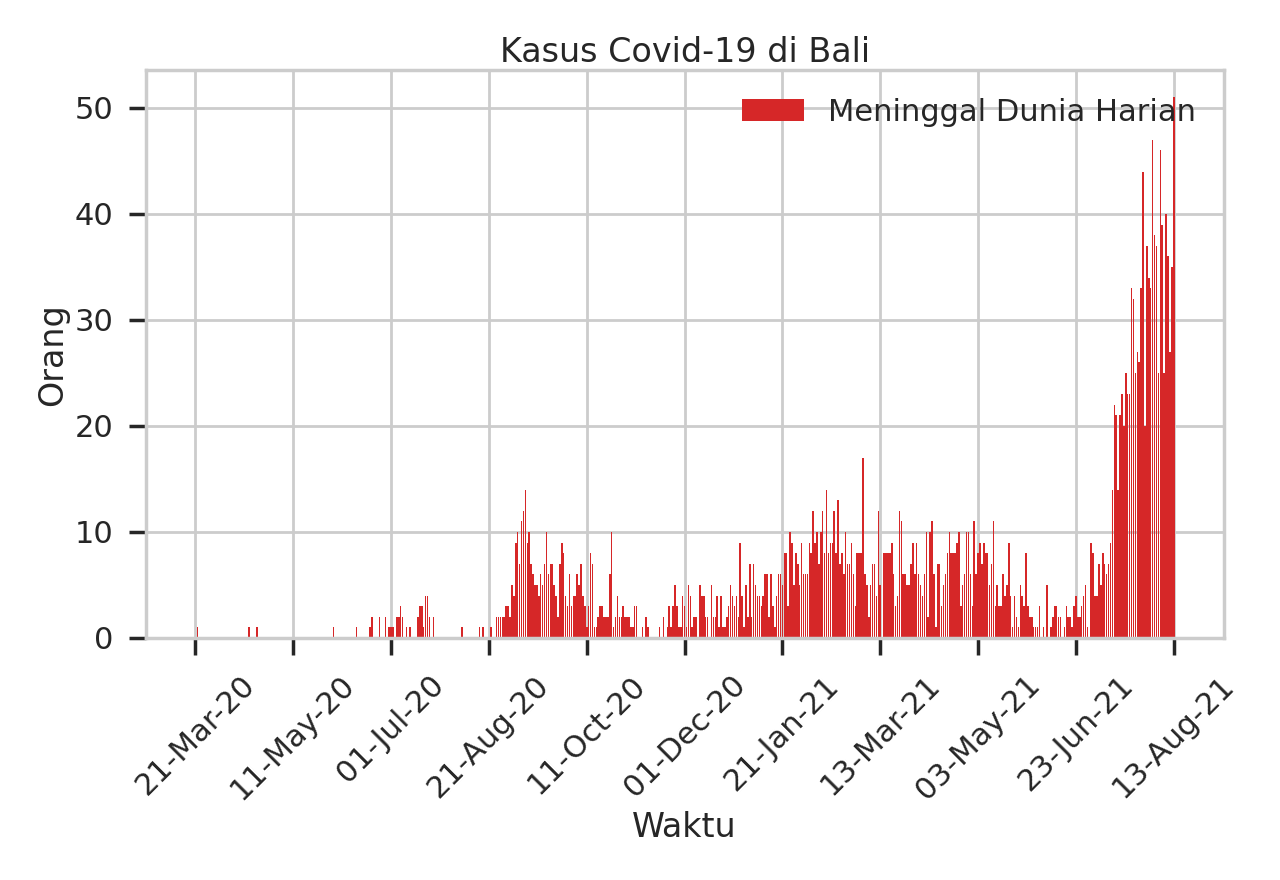 Kasus Covid-19 di Bali
Meninggal Dunia Harian
50
40
30
20
10
0
Orang
21-Mar-20
11-May-20
01-Jul-20
21-Aug-20
11-Oct-20
01-Dec-20
21-Jan-21
13-Mar-21
03-May-21
23-Jun-21
13-Aug-21
Waktu